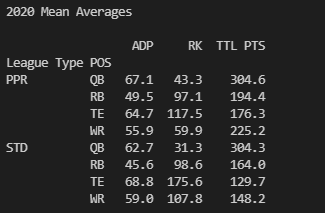 2020 Mean Averages
ADP RK TTL PTS
League Type POS
PPR QB 67.1 43.3 304.6
RB 49.5 97.1 194.4
TE 64.7 117.5 176.3
WR 55.9 59.9 225.2
STD QB 62.7 31.3 304.3
RB 45.6 98.6 164.0
TE 68.8 175.6 129.7
WR 59.0 107.8 148.2